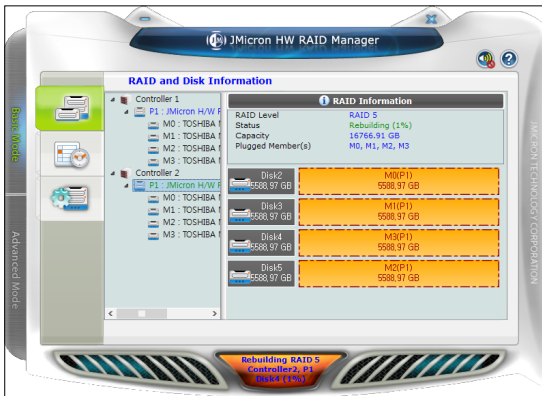 JMicron HW RAID Manager
RAID and Disk Information
Basic Mode
Advanced Mode
Controller 1
P1 : JMicron H/W R
M0 : TOSHIBA
M1 : TOSHIBA
M2 : TOSHIBA
M3 : TOSHIBA
Controller 2
P1 : JMicron H/W R
M0 : TOSHIBA
M1 : TOSHIBA
M2 : TOSHIBA
M3 : TOSHIBA
RAID Information
RAID Level RAID 5
Status Rebuilding (1%)
Capacity 16766.91 GB
Plugged Member(s) M0, M1, M2, M3
Disk2
5588,97 GB
M0(P1)
5588,97 GB
Disk3
5588,97 GB
M1(P1)
5588,97 GB
Disk4
5588,97 GB
M3(P1)
5588,97 GB
Disk5
5588,97 GB
M2(P1)
5588,97 GB
JMICRON TECHNOLOGY CORPORATION
Rebuilding RAID 5
Controller2, P1
Disk4 (1%)